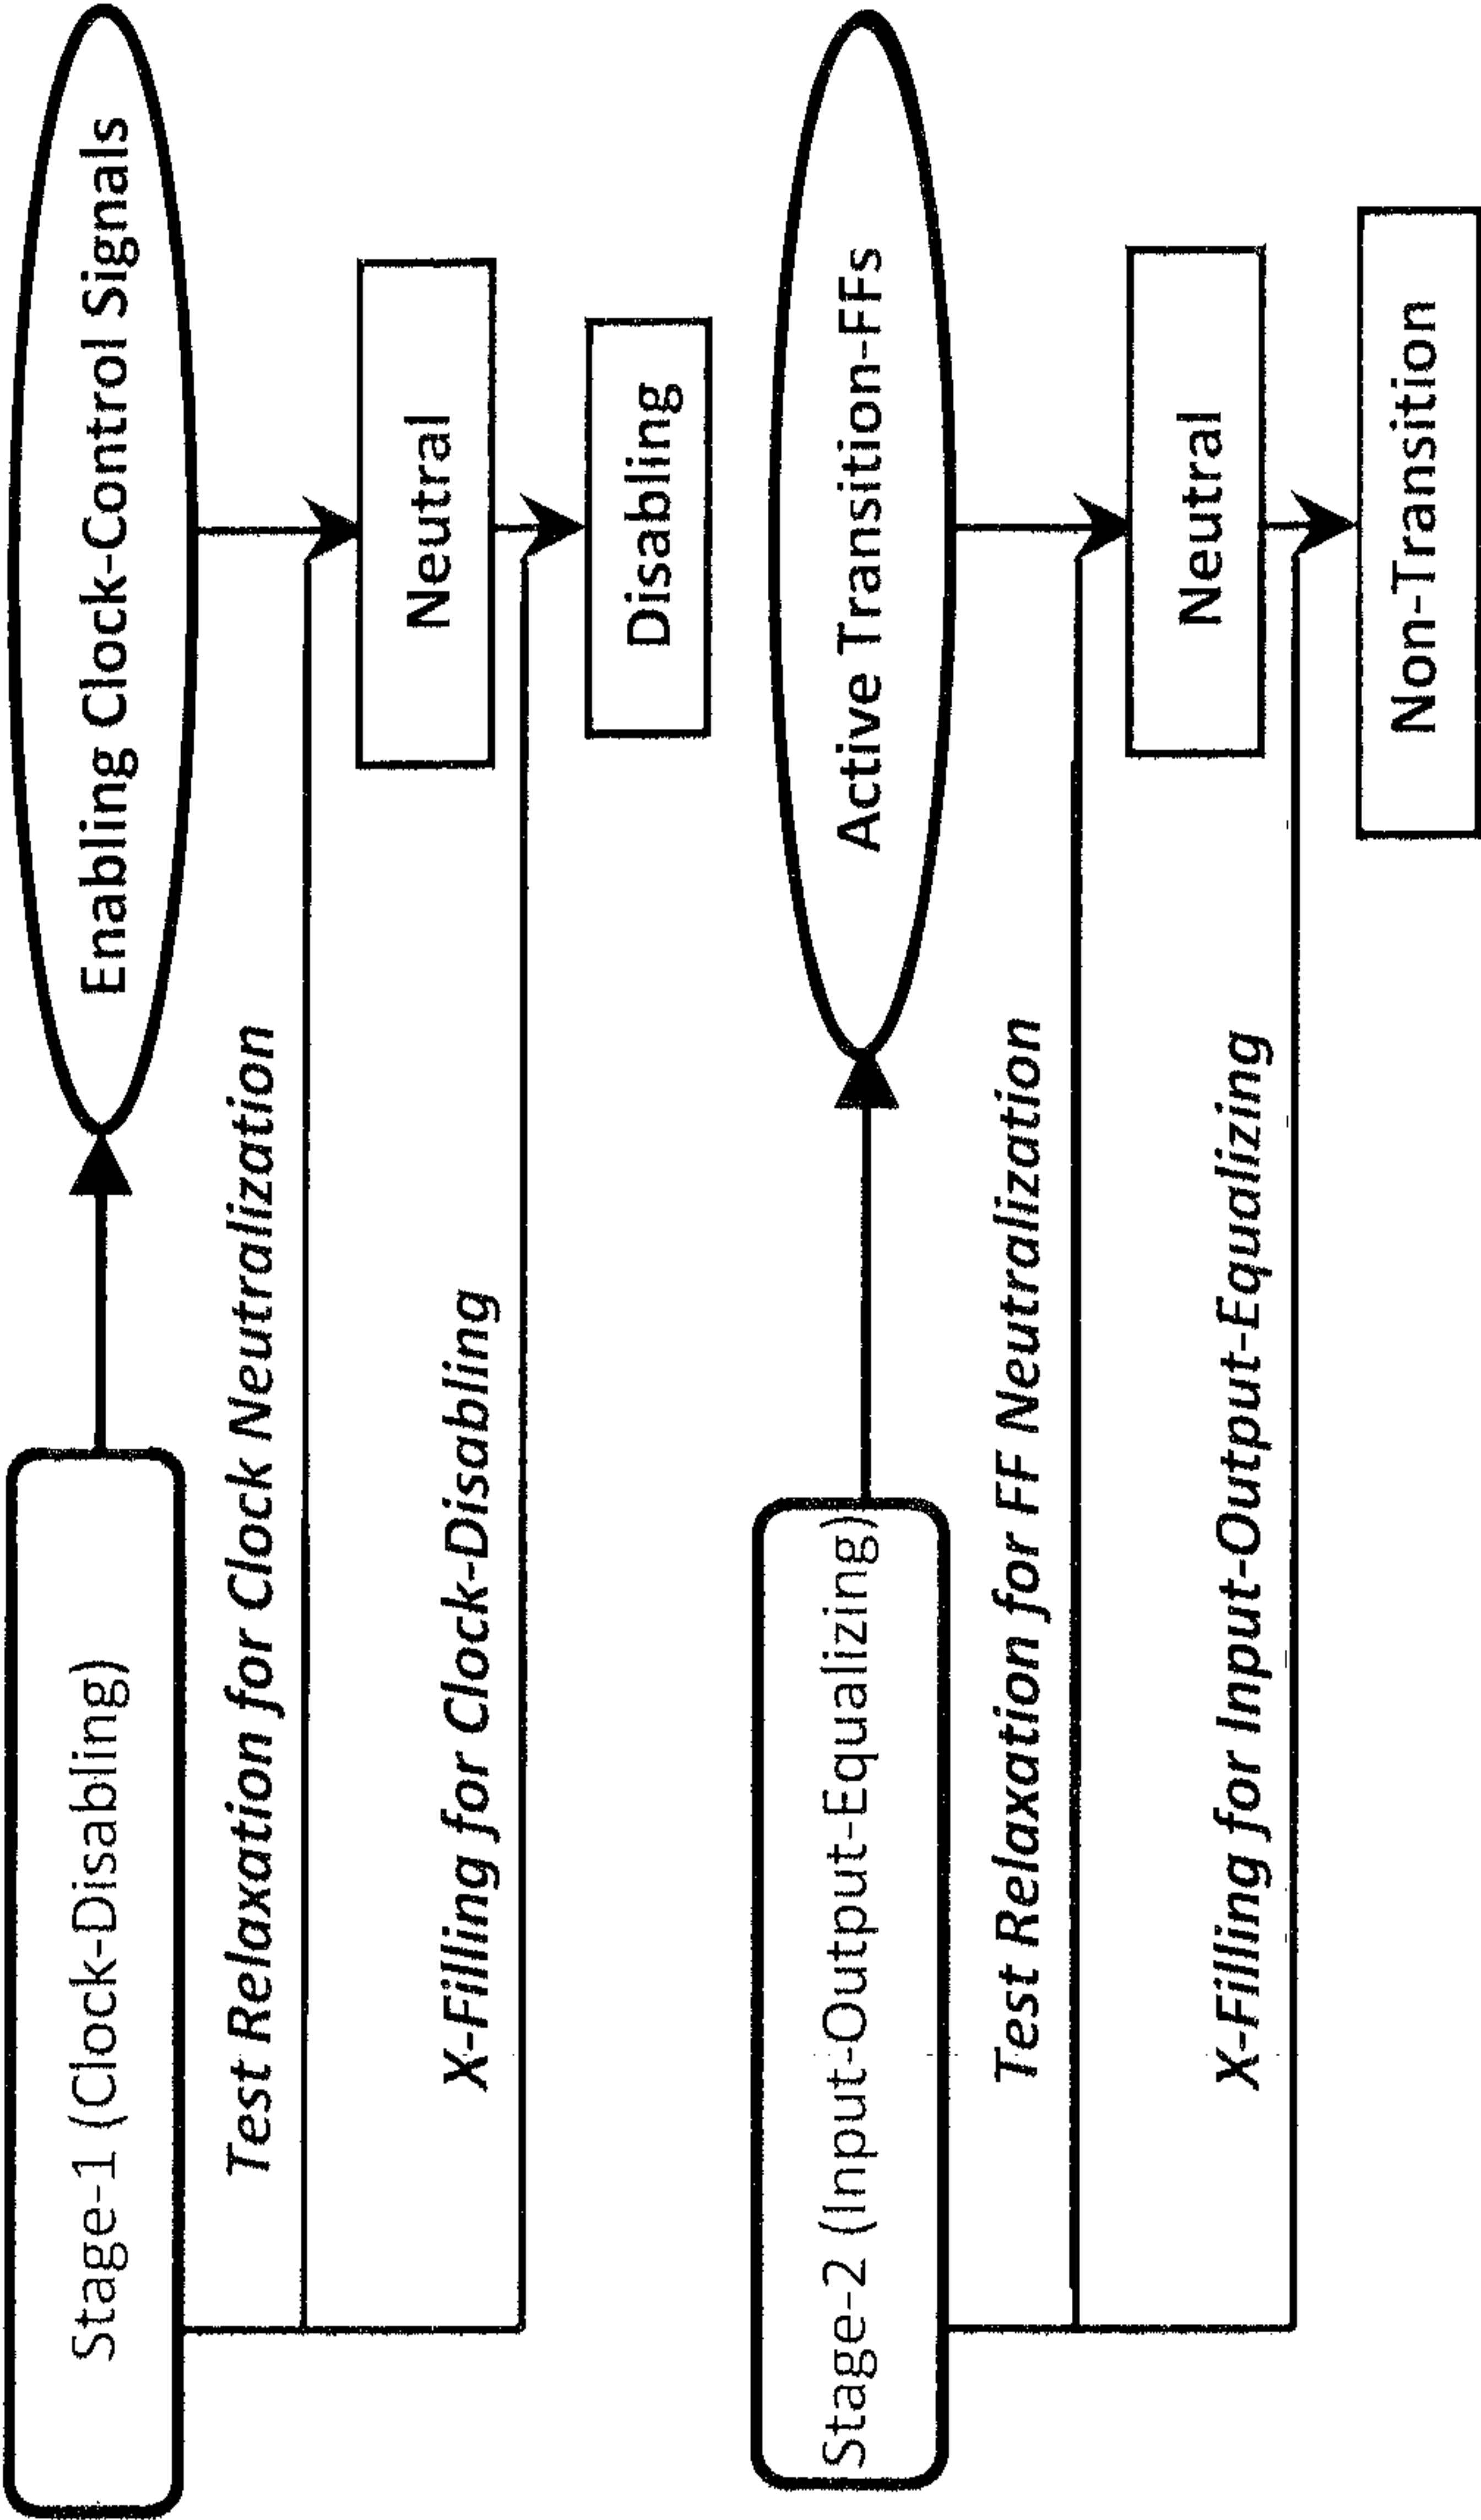 Stage-1 (Clock-Disabling)
Enabling Clock-Control Signals
Test Relaxation for Clock Neutralization
Neutral
X-Filling for Clock-Disabling
Disabling
Stage-2 (Input-Output-Equalizing)
Active Transition-FFs
Test Relaxation for FF Neutralization
Neutral
X-Filling for Input-Output-Equalizing
Non-Transition